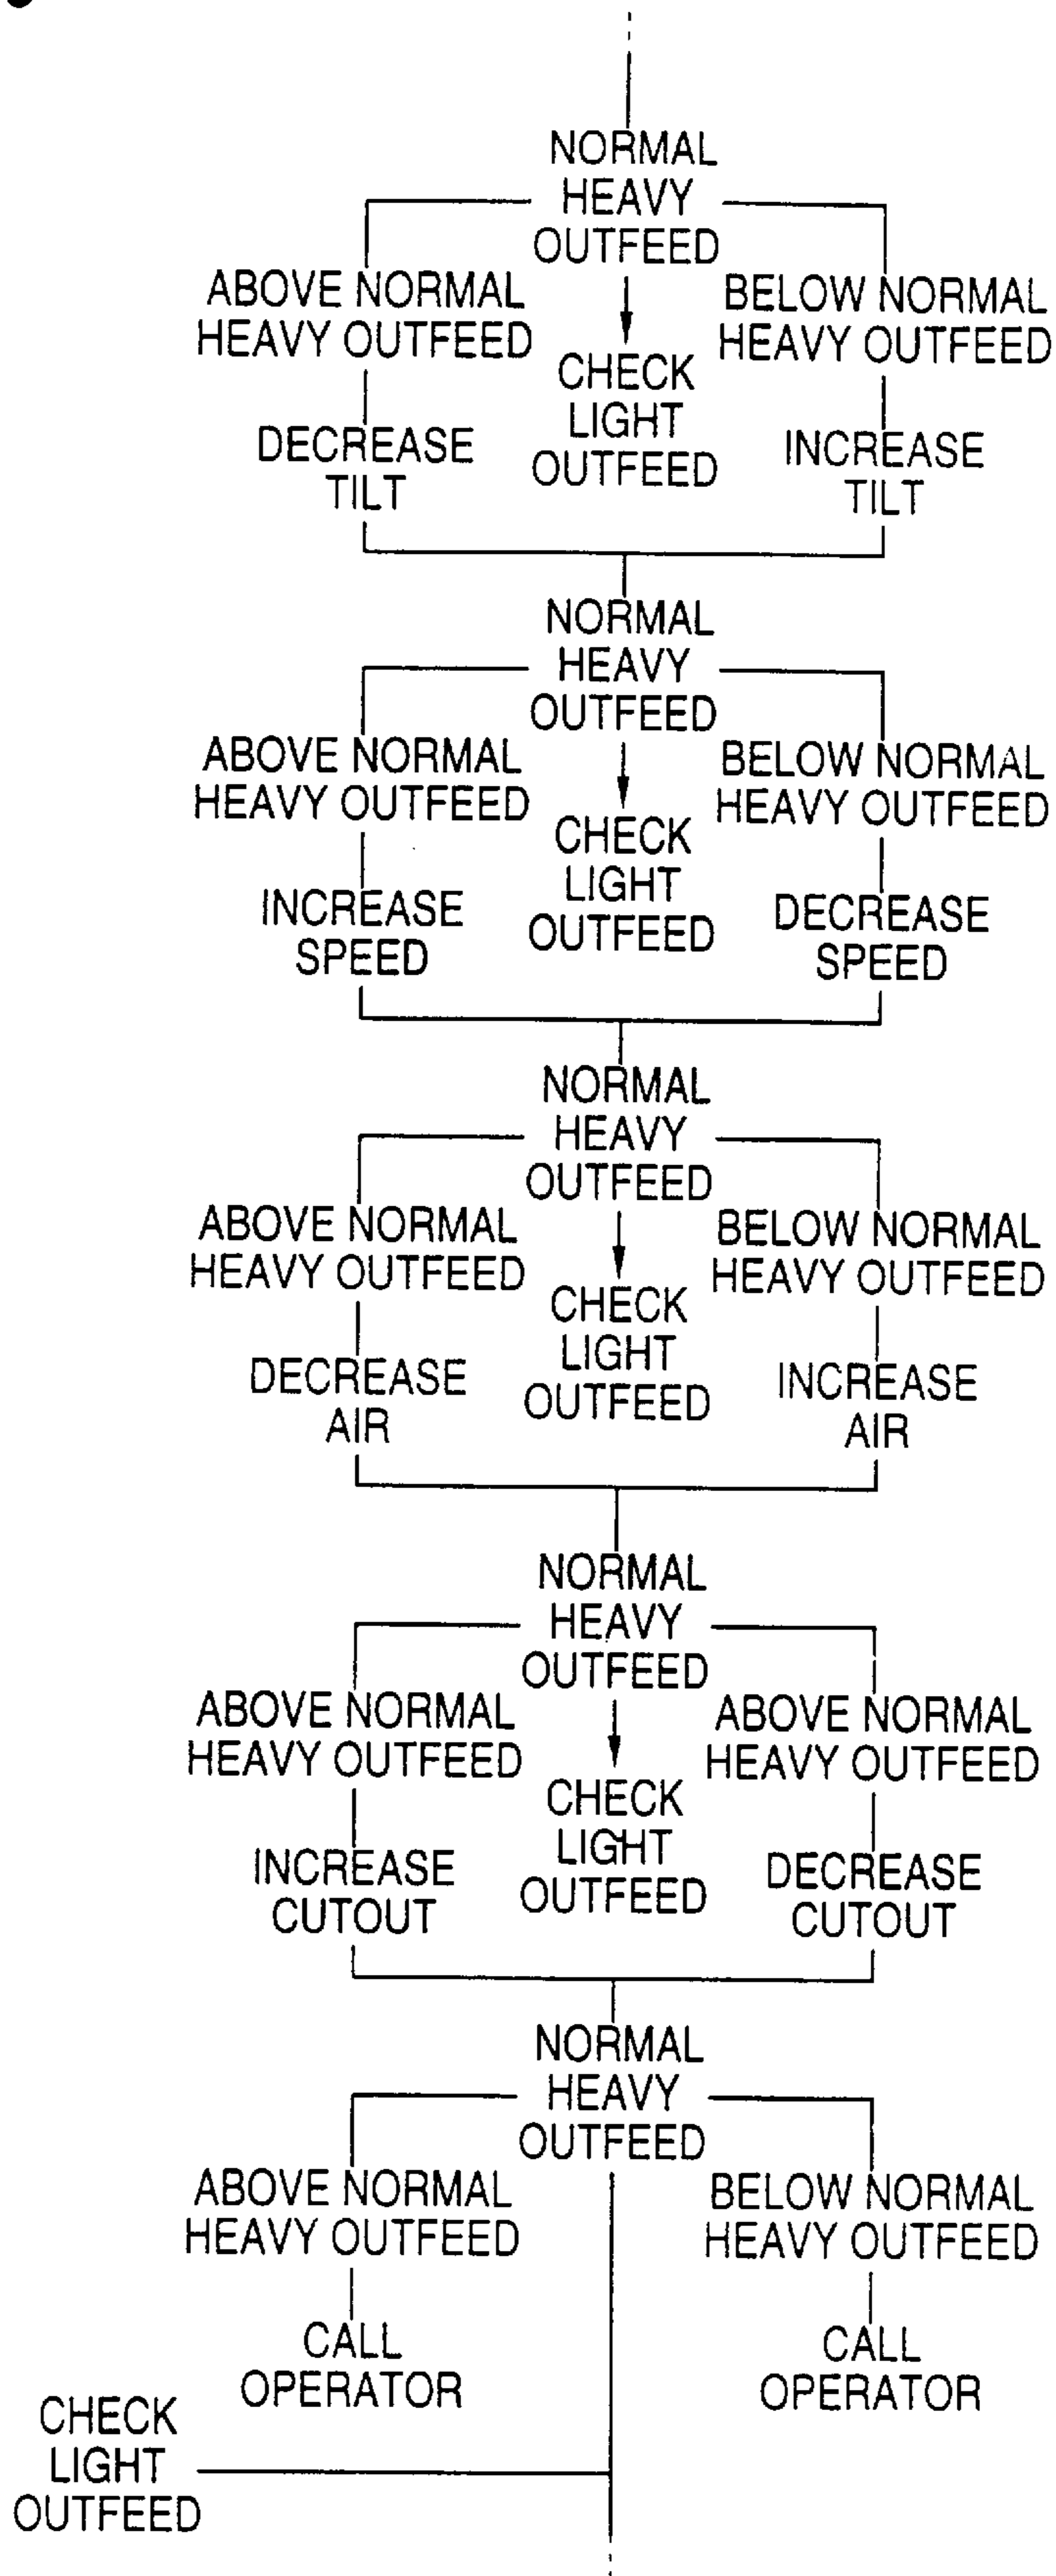 NORMAL
HEAVY
OUTFEED
ABOVE NORMAL
HEAVY OUTFEED
CHECK
LIGHT
OUTFEED
BELOW NORMAL
HEAVY OUTFEED
DECREASE
TILT
INCREASE
TILT
NORMAL
HEAVY
OUTFEED
ABOVE NORMAL
HEAVY OUTFEED
CHECK
LIGHT
OUTFEED
BELOW NORMAL
HEAVY OUTFEED
INCREASE
SPEED
DECREASE
SPEED
NORMAL
HEAVY
OUTFEED
ABOVE NORMAL
HEAVY OUTFEED
CHECK
LIGHT
OUTFEED
BELOW NORMAL
HEAVY OUTFEED
DECREASE
AIR
INCREASE
AIR
NORMAL
HEAVY
OUTFEED
ABOVE NORMAL
HEAVY OUTFEED
CHECK
LIGHT
OUTFEED
ABOVE NORMAL
HEAVY OUTFEED
INCREASE
CUTOUT
DECREASE
CUTOUT
NORMAL
HEAVY
OUTFEED
ABOVE NORMAL
HEAVY OUTFEED
BELOW NORMAL
HEAVY OUTFEED
CALL
OPERATOR
CALL
OPERATOR
CHECK
LIGHT
OUTFEED